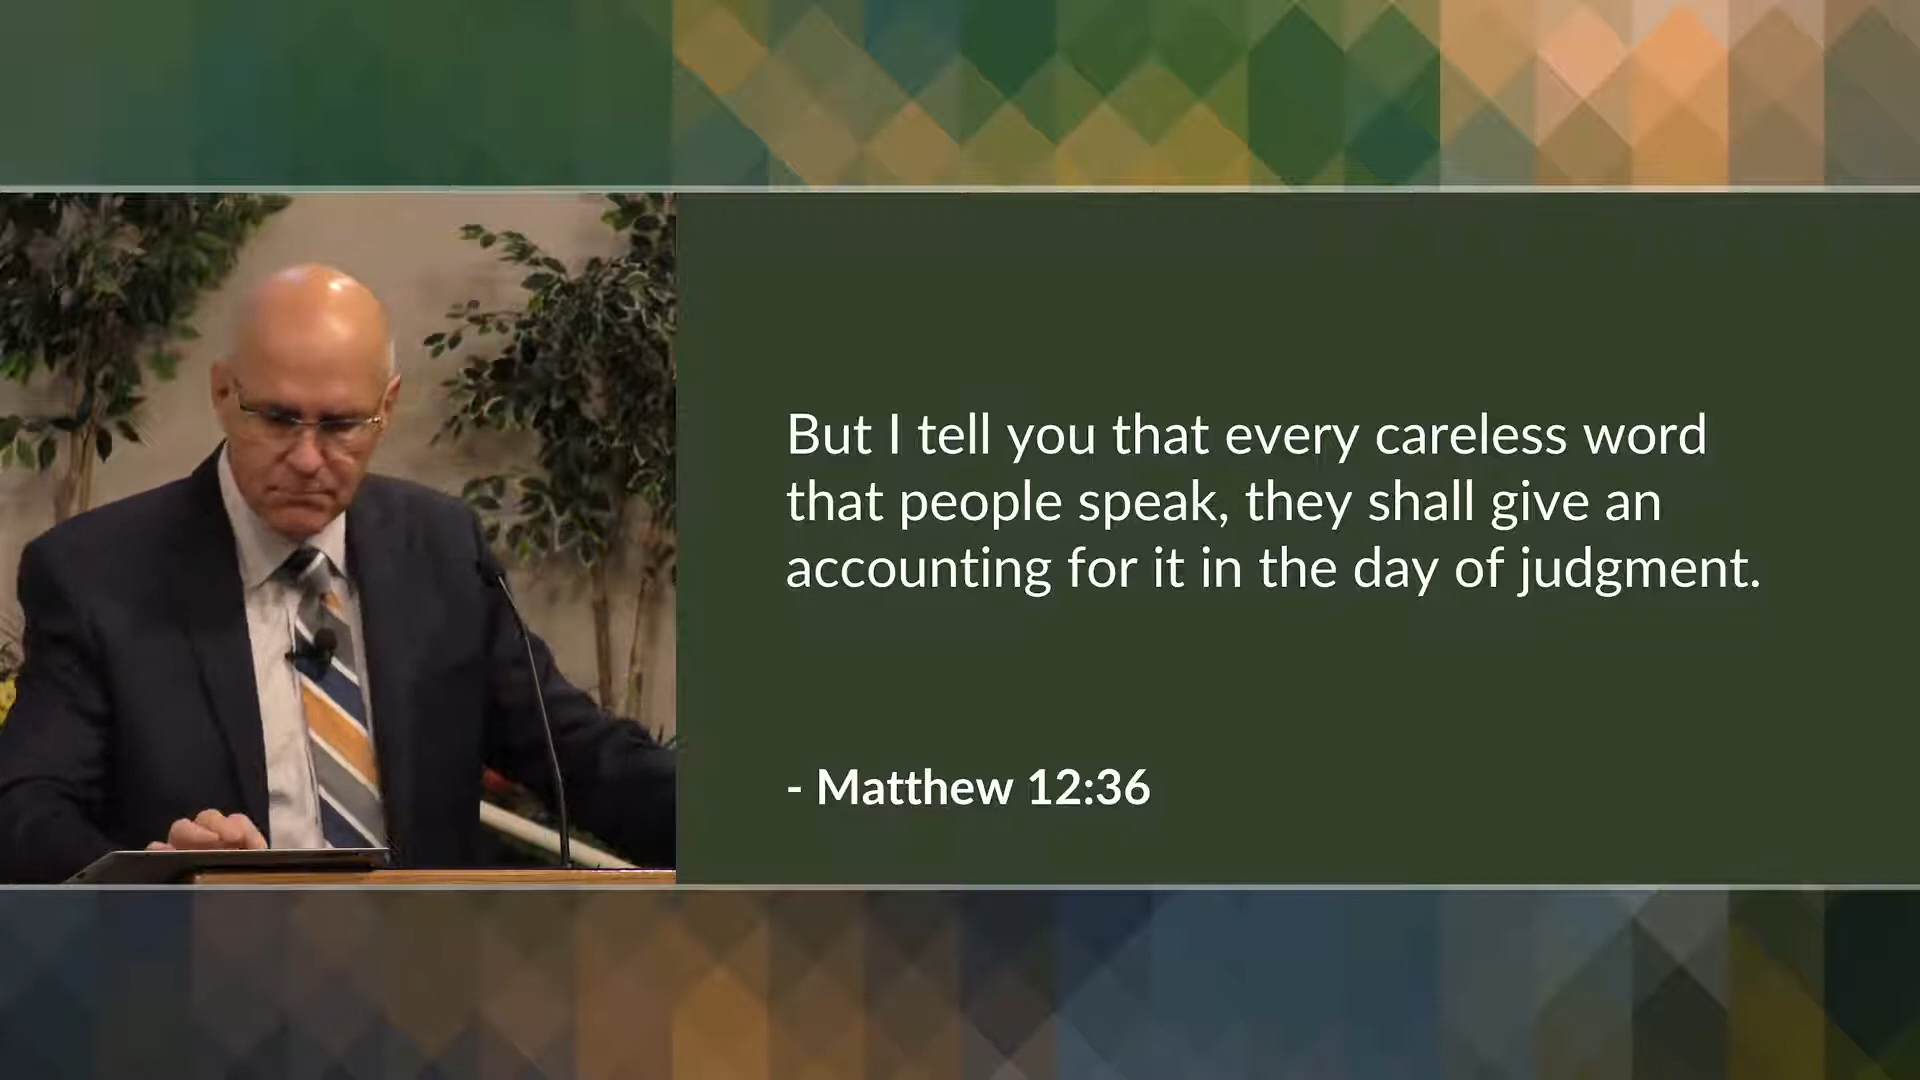 But I tell you that every careless word
that people speak, they shall give an
accounting for it in the day of judgment.
- Matthew 12:36